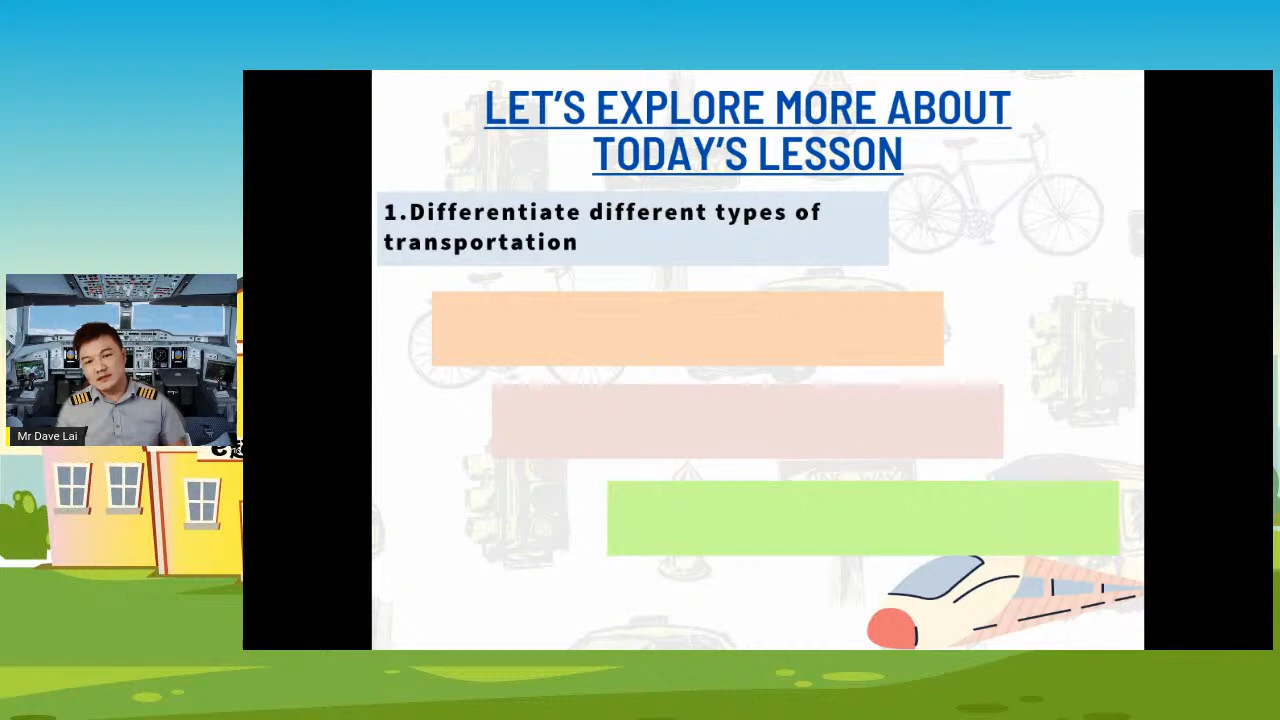 LET'S EXPLORE MORE ABOUT
TODAY'S LESSON
1.Differentiate different types of
transportation
Mr Dave Lai